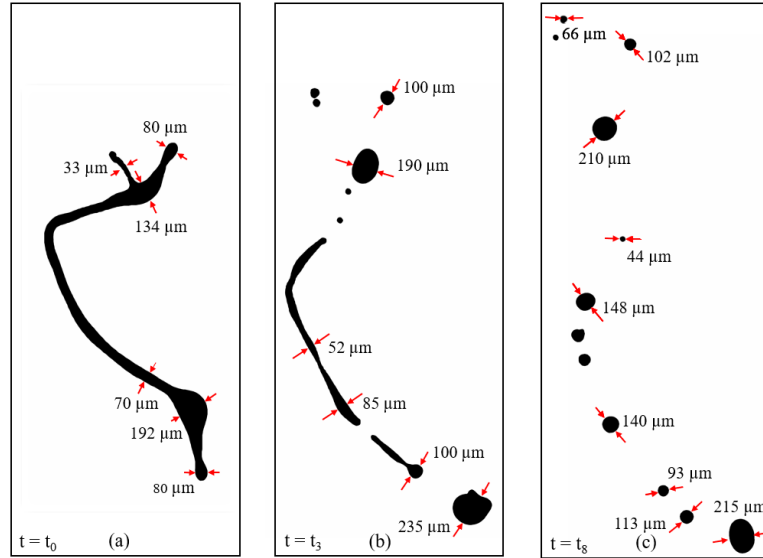 80 µm
33 µm
134 µm
70 µm
192 µm
80 µm
t = t0 (a)
100 µm
190 µm
52 µm
85 µm
100 µm
235 µm
t = t3 (b)
66 µm
102 µm
210 µm
44 µm
148 µm
140 µm
93 µm
215 µm
113 µm
t = t8 (c)